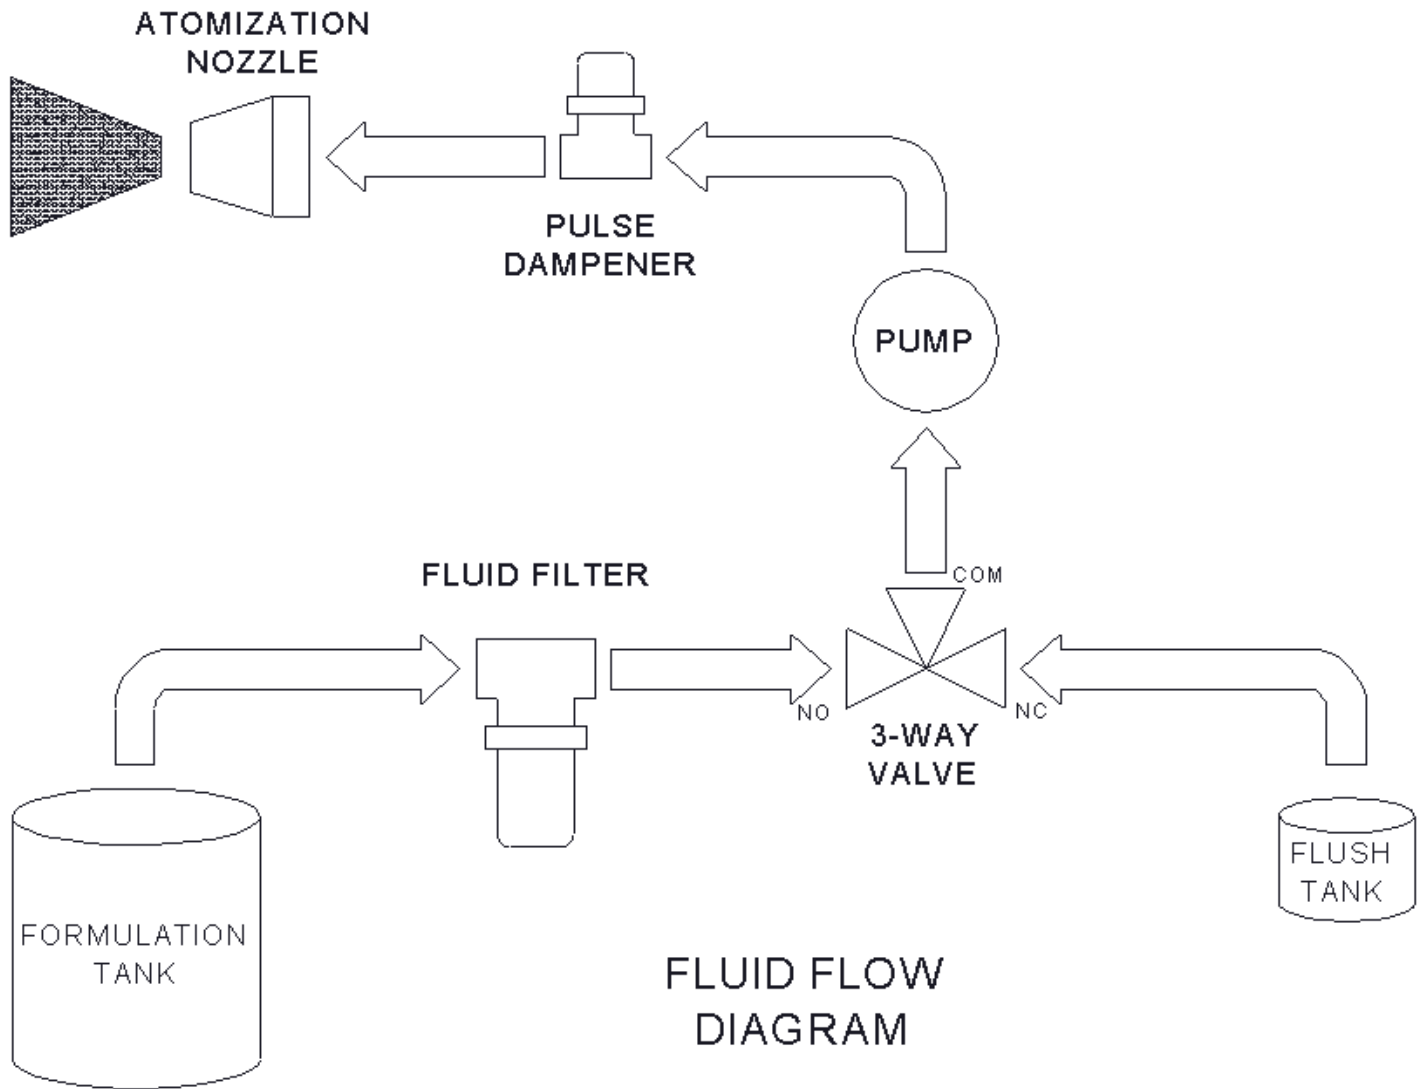 ATOMIZATION
NOZZLE
PULSE
DAMPENER
PUMP
FLUID FILTER
COM
NO
NC
3-WAY
VALVE
FORMULATION
TANK
FLUSH
TANK
FLUID FLOW
DIAGRAM